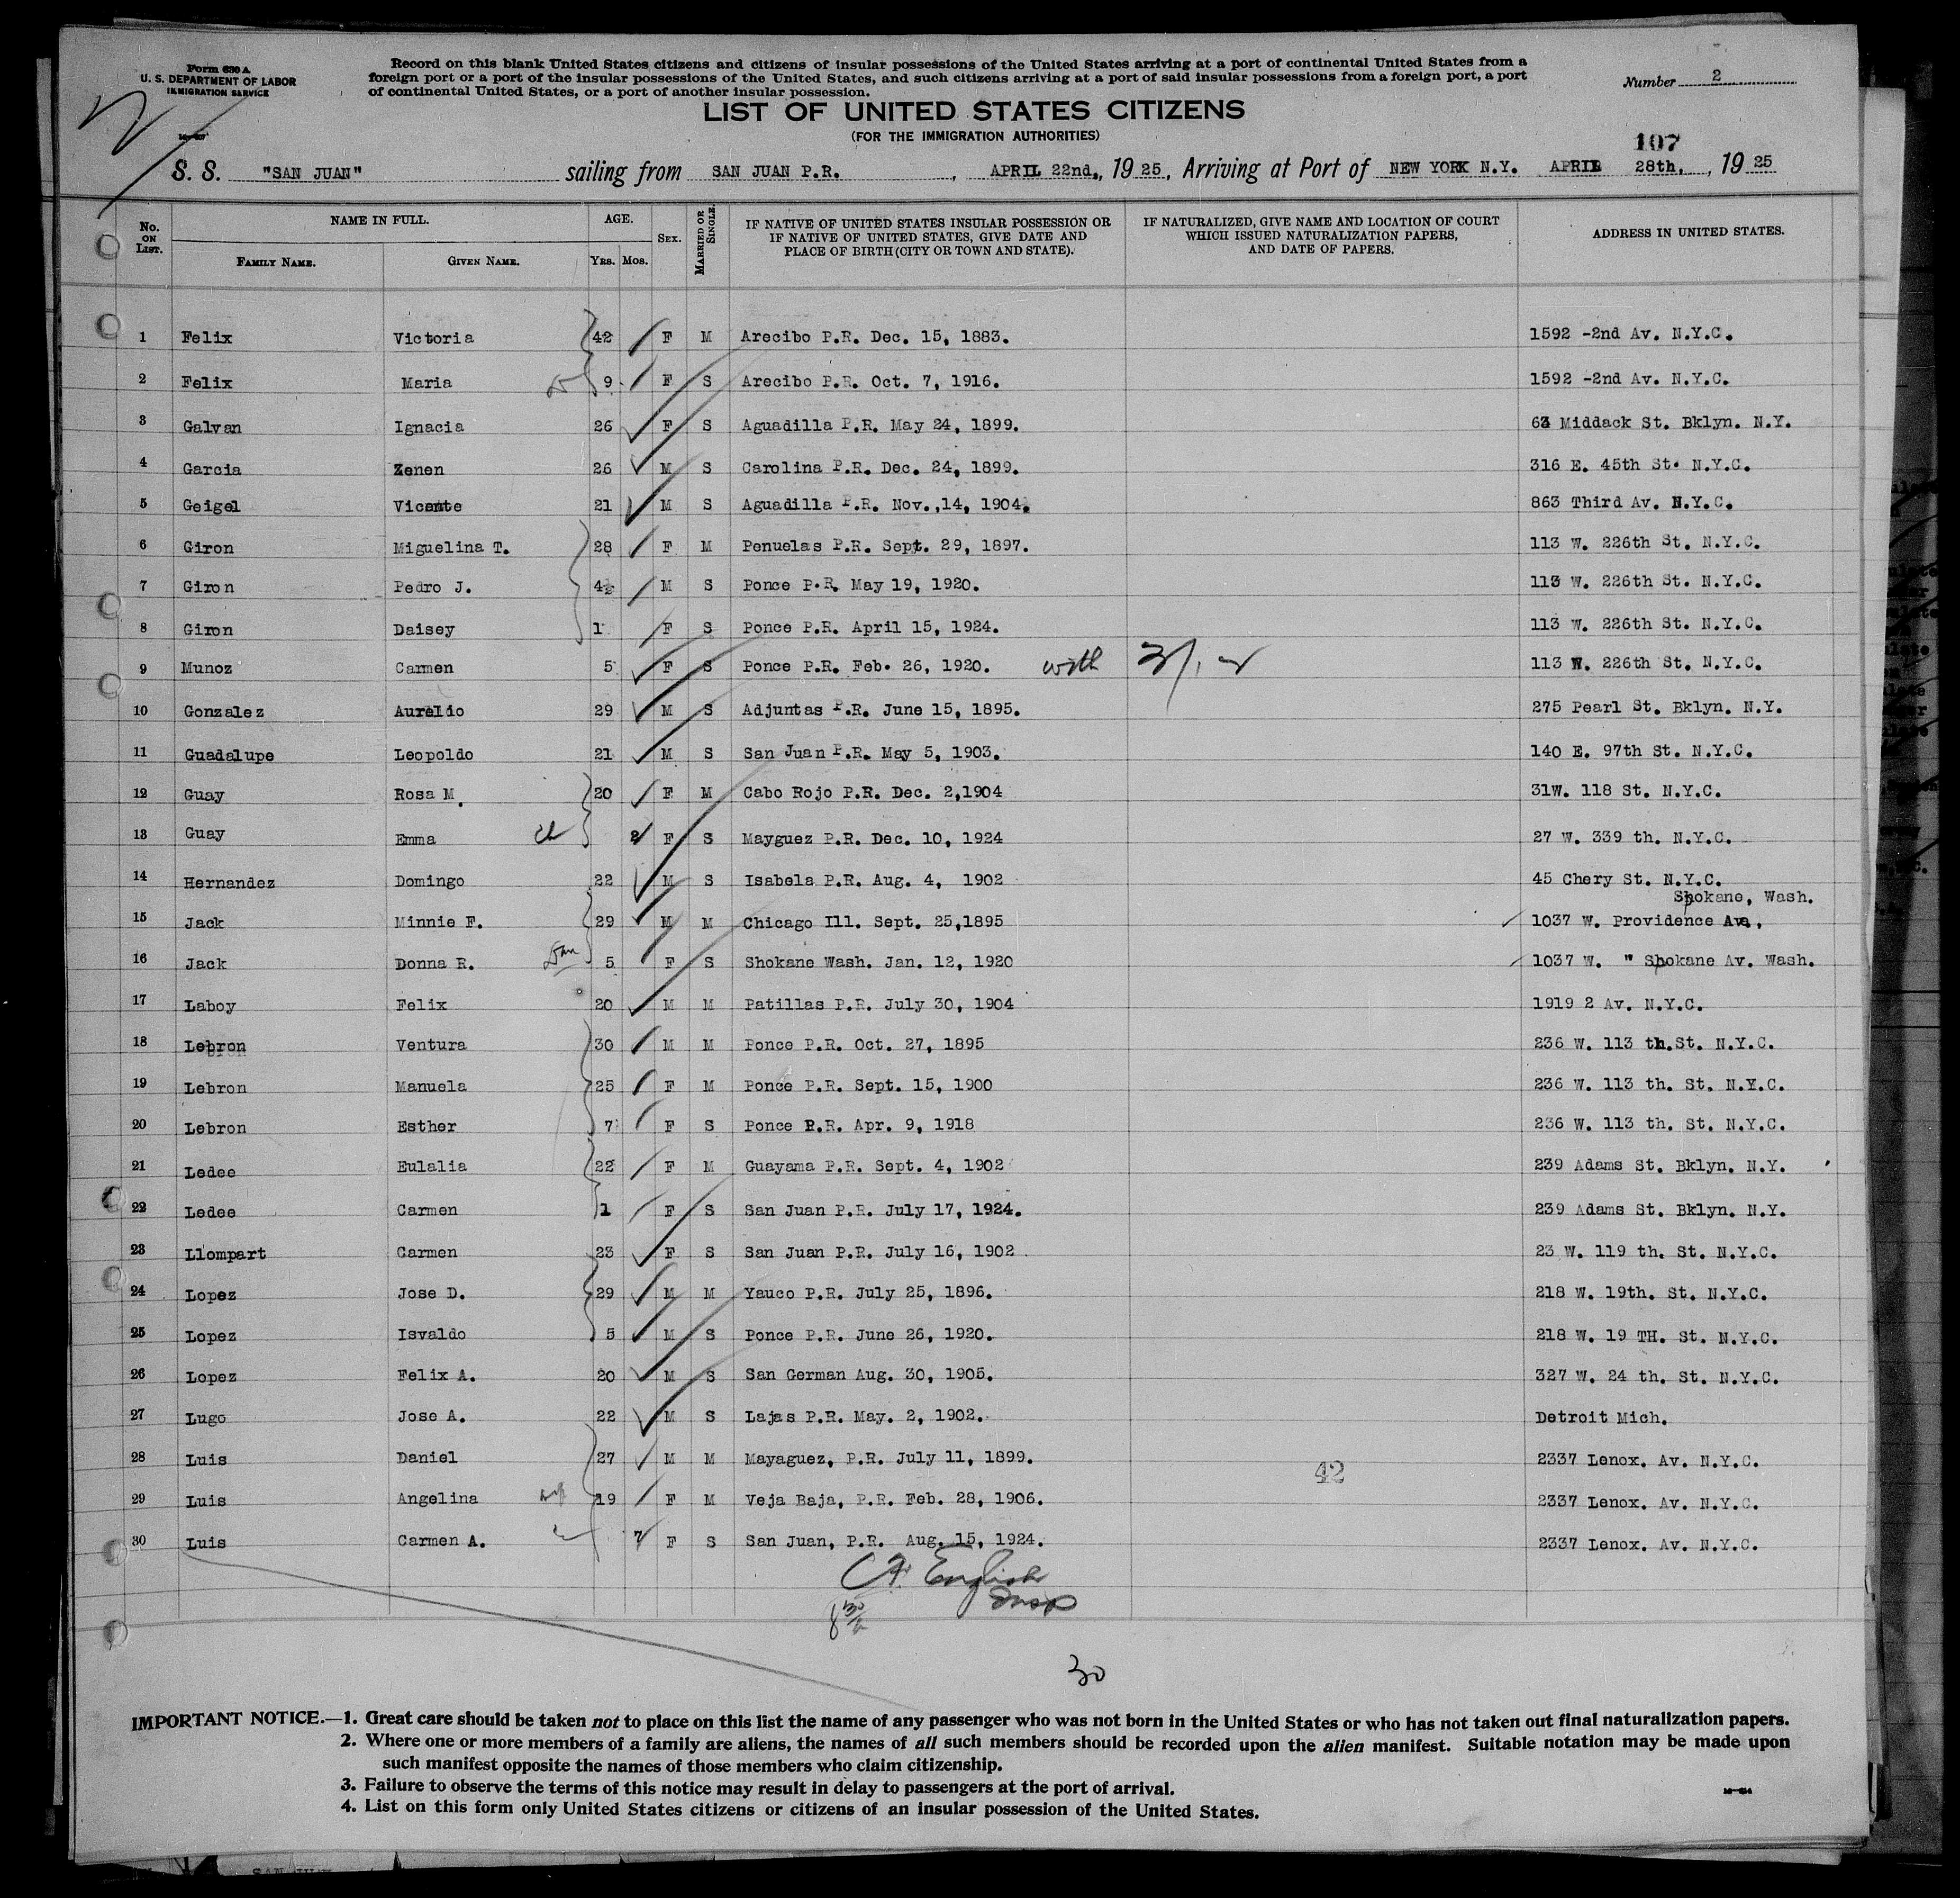 Form 630 A
U. S. DEPARTMENT OF LABOR
IMMIGRATION SERVICE
Record on this blank United States citizens and citizens of insular possessions of the United States arriving at a port of continental United States from a
foreign port or a port of the insular possessions of the United States, and such citizens arriving at a port of said insular possessions from a foreign port, a port
of continental United States, or a port of another insular possession.
Number 2
LIST OF UNITED STATES CITIZENS
(FOR THE IMMIGRATION AUTHORITIES)
107
S. S. "SAN JUAN" sailing from SAN JUAN P.R. , APRIL 22nd., 1925, Arriving at Port of NEW YORK N.Y. APRIL 28th, , 1925
No. ON LIST. NAME IN FULL. FAMILY NAME. GIVEN NAME. AGE. YRS. MOS. SEX. MARRIED OR SINGLE. IF NATIVE OF UNITED STATES INSULAR POSSESSION OR IF NATIVE OF UNITED STATES, GIVE DATE AND PLACE OF BIRTH (CITY OR TOWN AND STATE). IF NATURALIZED, GIVE NAME AND LOCATION OF COURT WHICH ISSUED NATURALIZATION PAPERS, AND DATE OF PAPERS. ADDRESS IN UNITED STATES.
1 Felix Victoria 42 F M Arecibo P.R. Dec. 15, 1883. 1592 -2nd Av. N.Y.C.
2 Felix Maria 9 F S Arecibo P.R. Oct. 7, 1916. 1592 -2nd Av. N.Y.C.
3 Galvan Ignacia 26 F S Aguadilla P.R. May 24, 1899. 63 Middack St. Bklyn. N.Y.
4 Garcia Zenen 26 M S Carolina P.R. Dec. 24, 1899. 316 E. 45th St. N.Y.C.
5 Geigel Vicente 21 M S Aguadilla P.R. Nov.,14, 1904. 863 Third Av. N.Y.C.
6 Giron Miguelina T. 28 F M Penuelas P.R. Sept. 29, 1897. 113 W. 226th St. N.Y.C.
7 Giron Pedro J. 4½ M S Ponce P.R. May 19, 1920. 113 W. 226th St. N.Y.C.
8 Giron Daisey 1 F S Ponce P.R. April 15, 1924. 113 W. 226th St. N.Y.C.
9 Munoz Carmen 5 F S Ponce P.R. Feb. 26, 1920. with 113 W. 226th St. N.Y.C.
10 Gonzalez Aurelio 29 M S Adjuntas P.R. June 15, 1895. 275 Pearl St. Bklyn. N.Y.
11 Guadalupe Leopoldo 21 M S San Juan P.R. May 5, 1903. 140 E. 97th St. N.Y.C.
12 Guay Rosa M. 20 F M Cabo Rojo P.R. Dec. 2,1904 31W. 118 St. N.Y.C.
13 Guay Emma ch 2 F S Mayguez P.R. Dec. 10, 1924 27 W. 339 th. N.Y.C.
14 Hernandez Domingo 22 M S Isabela P.R. Aug. 4, 1902 45 Chery St. N.Y.C.
Spokane, Wash.
15 Jack Minnie F. 29 M M Chicago Ill. Sept. 25,1895 1037 W. Providence Ave,
16 Jack Donna R. 5 F S Shokane Wash. Jan. 12, 1920 1037 W. " Spokane Av. Wash.
17 Laboy Felix 20 M M Patillas P.R. July 30, 1904 1919 2 Av. N.Y.C.
18 Lebron Ventura 30 M M Ponce P.R. Oct. 27, 1895 236 W. 113 th.St. N.Y.C.
19 Lebron Manuela 25 F M Ponce P.R. Sept. 15, 1900 236 W. 113 th. St. N.Y.C.
20 Lebron Esther 7 F S Ponce P.R. Apr. 9, 1918 236 W. 113 th. St. N.Y.C.
21 Ledee Eulalia 22 F M Guayama P.R. Sept. 4, 1902 239 Adams St. Bklyn. N.Y.
22 Ledee Carmen 1 F S San Juan P.R. July 17, 1924. 239 Adams St. Bklyn. N.Y.
23 Llompart Carmen 23 F S San Juan P.R. July 16, 1902 23 W. 119 th. St. N.Y.C.
24 Lopez Jose D. 29 M M Yauco P.R. July 25, 1896. 218 W. 19th. St. N.Y.C.
25 Lopez Isvaldo 5 M S Ponce P.R. June 26, 1920. 218 W. 19 TH. St. N.Y.C.
26 Lopez Felix A. 20 M S San German Aug. 30, 1905. 327 W. 24 th. St. N.Y.C.
27 Lugo Jose A. 22 M S Lajas P.R. May. 2, 1902. Detroit Mich.
28 Luis Daniel 27 M M Mayaguez, P.R. July 11, 1899. 2337 Lenox. Av. N.Y.C.
42
29 Luis Angelina wf 19 F M Veja Baja, P.R. Feb. 28, 1906. 2337 Lenox. Av. N.Y.C.
30 Luis Carmen A. 7 F S San Juan, P.R. Aug. 15, 1924. 2337 Lenox. Av. N.Y.C.
English
Insp
30
IMPORTANT NOTICE.—1. Great care should be taken not to place on this list the name of any passenger who was not born in the United States or who has not taken out final naturalization papers.
2. Where one or more members of a family are aliens, the names of all such members should be recorded upon the alien manifest. Suitable notation may be made upon
such manifest opposite the names of those members who claim citizenship.
3. Failure to observe the terms of this notice may result in delay to passengers at the port of arrival.
4. List on this form only United States citizens or citizens of an insular possession of the United States.